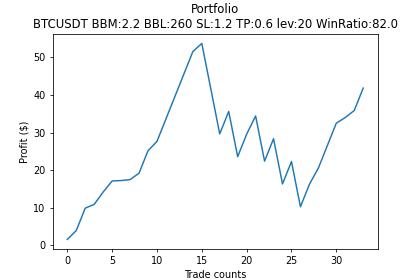 Portfolio
BTCUSDT BBM:2.2 BBL:260 SL:1.2 TP:0.6 lev:20 WinRatio:82.0
50
40
30
20
10
0
Profit ($)
0 5 10 15 20 25 30
Trade counts